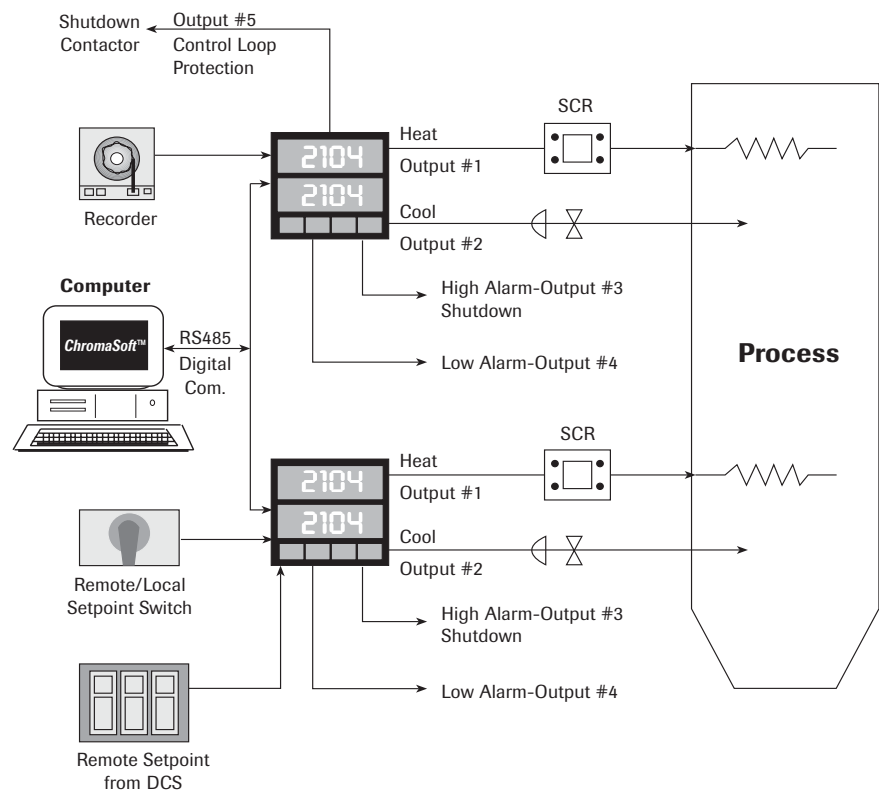 Shutdown
Contactor
Output #5
Control Loop
Protection
Recorder
2104
2104
Heat
Output #1
Cool
Output #2
SCR
High Alarm-Output #3
Shutdown
Low Alarm-Output #4
Computer
ChromaSoft™
RS485
Digital
Com.
Process
2104
2104
Heat
Output #1
Cool
Output #2
SCR
High Alarm-Output #3
Shutdown
Low Alarm-Output #4
Remote/Local
Setpoint Switch
Remote Setpoint
from DCS